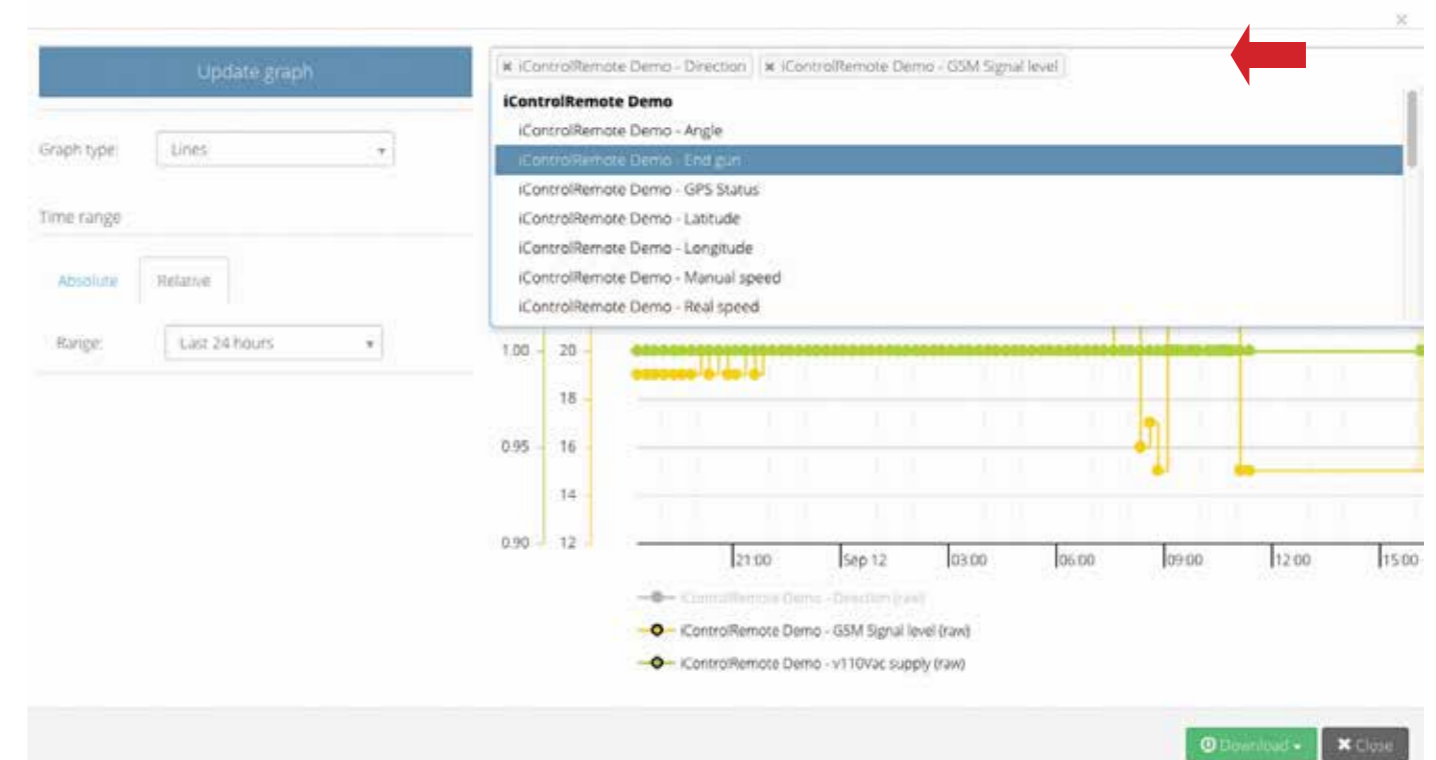 ×
Update graph
× iControlRemote Demo - Direction × iControlRemote Demo - GSM Signal level
iControlRemote Demo
iControlRemote Demo - Angle
iControlRemote Demo - End gun
iControlRemote Demo - GPS Status
iControlRemote Demo - Latitude
iControlRemote Demo - Longitude
iControlRemote Demo - Manual speed
iControlRemote Demo - Real speed
Graph type: Lines
Time range
Absolute Relative
Range: Last 24 hours
1.00 20
18
0.95 16
14
0.90 12
21:00 Sep 12 03:00 06:00 09:00 12:00 15:00
iControlRemote Demo - Direction (raw)
iControlRemote Demo - GSM Signal level (raw)
iControlRemote Demo - v110Vac supply (raw)
Download × Close